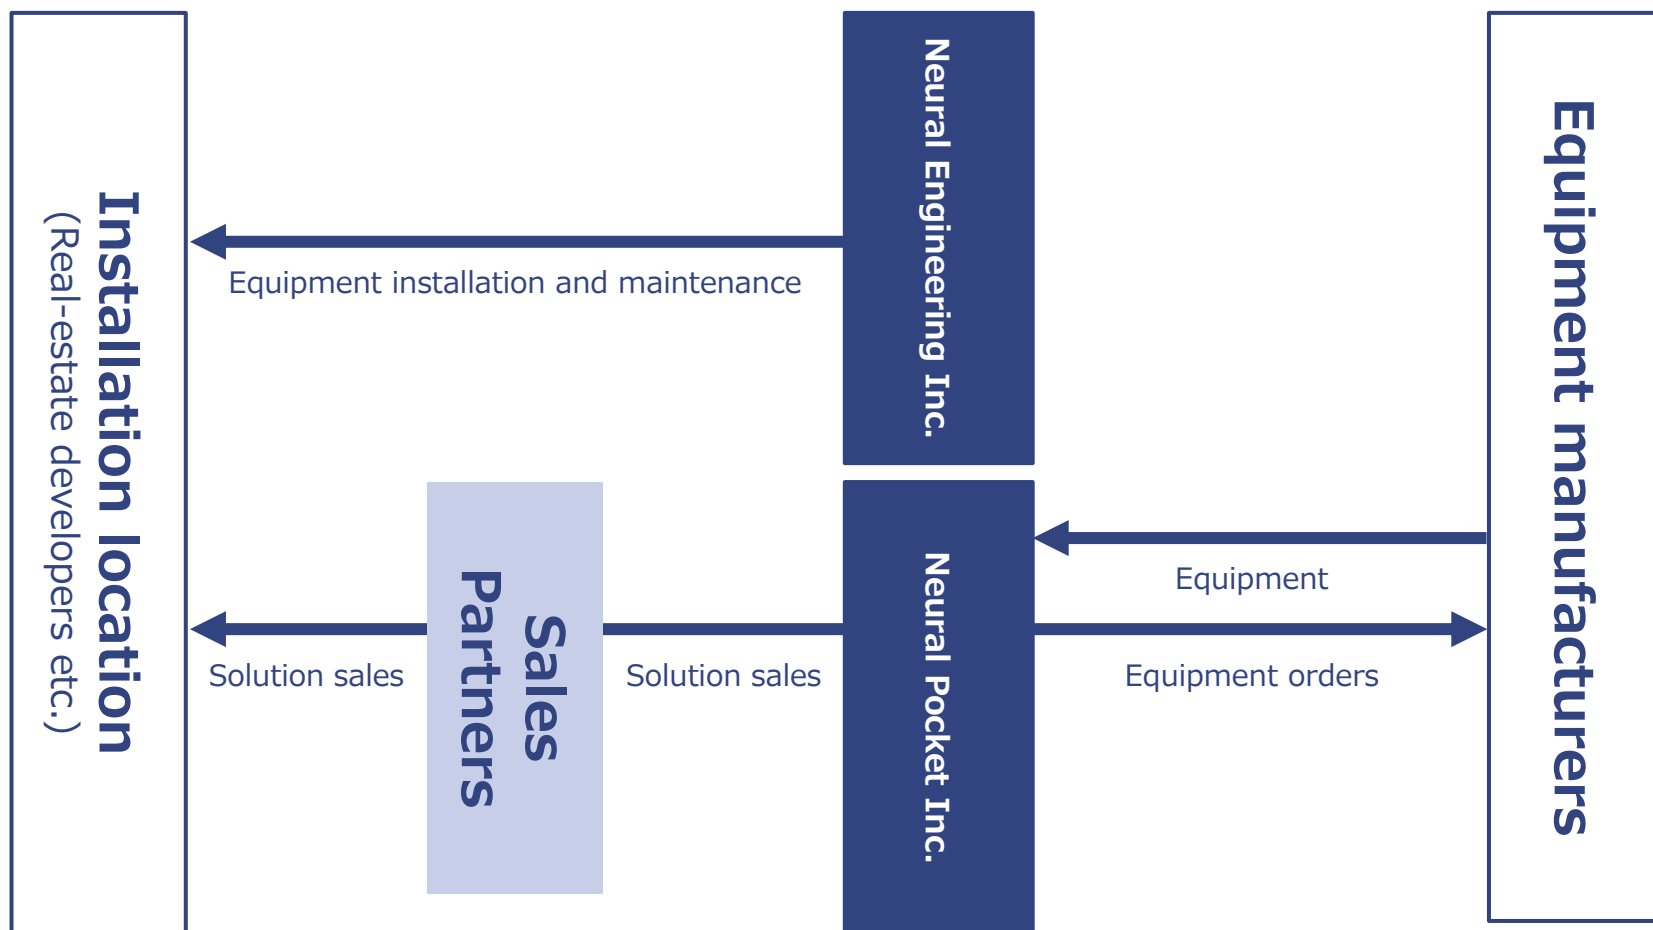 Installation location
(Real-estate developers etc.)
Equipment installation and maintenance
Neural Engineering Inc.
Solution sales
Sales
Partners
Solution sales
Neural Pocket Inc.
Equipment
Equipment orders
Equipment manufacturers